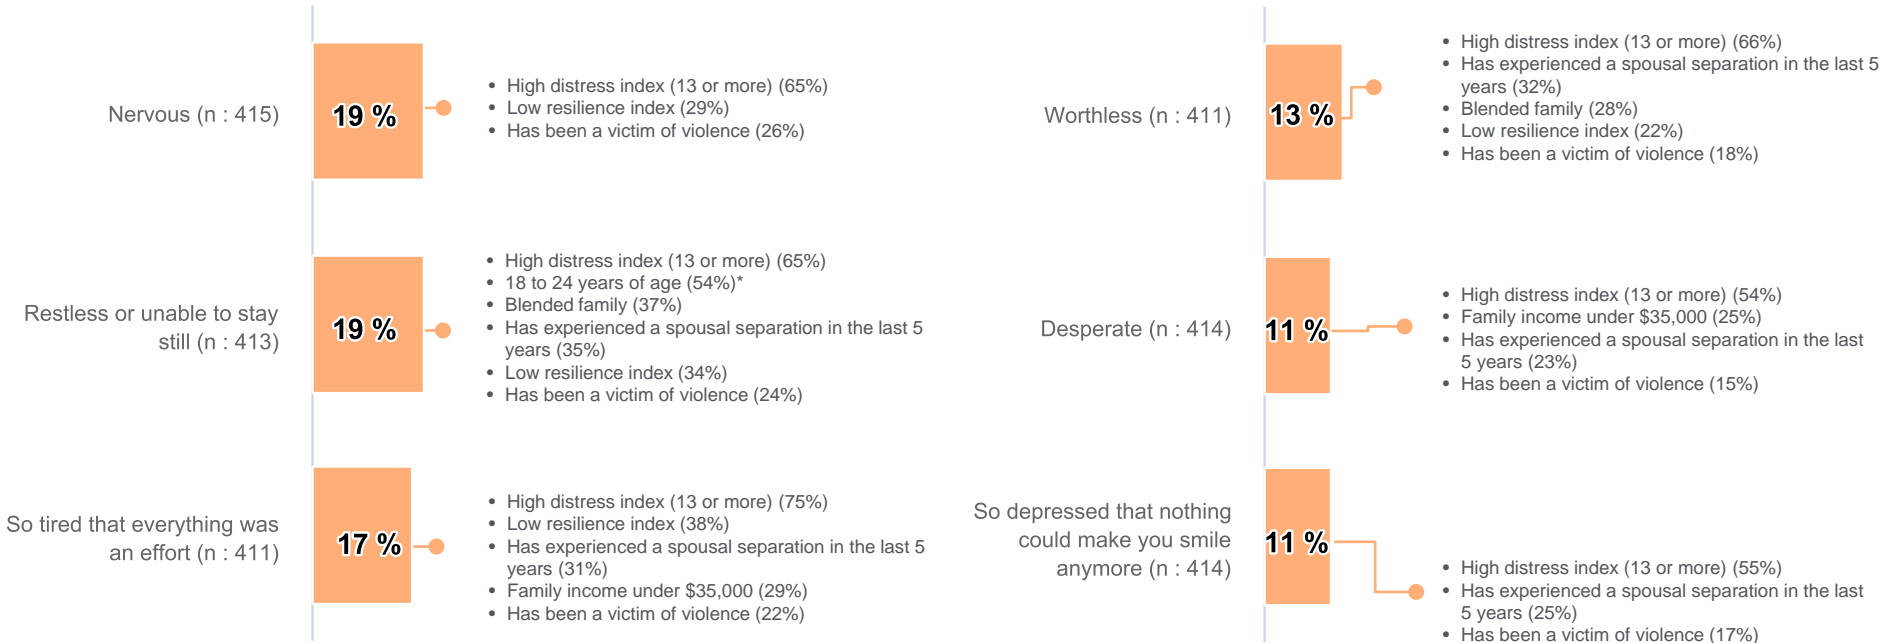 Nervous (n : 415)
19 %
• High distress index (13 or more) (65%)
• Low resilience index (29%)
• Has been a victim of violence (26%)
Restless or unable to stay
still (n : 413)
19 %
• High distress index (13 or more) (65%)
• 18 to 24 years of age (54%)*
• Blended family (37%)
• Has experienced a spousal separation in the last 5
years (35%)
• Low resilience index (34%)
• Has been a victim of violence (24%)
So tired that everything was
an effort (n : 411)
17 %
• High distress index (13 or more) (75%)
• Low resilience index (38%)
• Has experienced a spousal separation in the last 5
years (31%)
• Family income under $35,000 (29%)
• Has been a victim of violence (22%)
Worthless (n : 411)
13 %
• High distress index (13 or more) (66%)
• Has experienced a spousal separation in the last 5
years (32%)
• Blended family (28%)
• Low resilience index (22%)
• Has been a victim of violence (18%)
Desperate (n : 414)
11 %
• High distress index (13 or more) (54%)
• Family income under $35,000 (25%)
• Has experienced a spousal separation in the last
5 years (23%)
• Has been a victim of violence (15%)
So depressed that nothing
could make you smile
anymore (n : 414)
11 %
• High distress index (13 or more) (55%)
• Has experienced a spousal separation in the last
5 years (25%)
• Has been a victim of violence (17%)